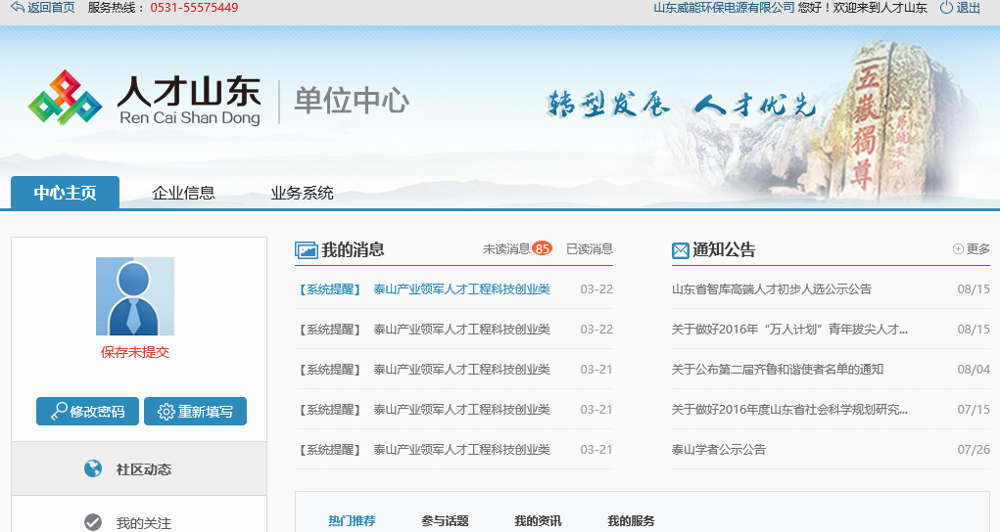 返回首页 服务热线： 0531-55575449 山东威能环保电源有限公司 您好！欢迎来到人才山东 退出
人才山东 单位中心
Ren Cai Shan Dong
转型发展 人才优先
五嶽獨尊
中心主页 企业信息 业务系统
保存未提交
修改密码 重新填写
社区动态
我的关注
我的消息 未读消息 85 已读消息
【系统提醒】 泰山产业领军人才工程科技创业类 03-22
【系统提醒】 泰山产业领军人才工程科技创业类 03-22
【系统提醒】 泰山产业领军人才工程科技创业类 03-21
【系统提醒】 泰山产业领军人才工程科技创业类 03-21
【系统提醒】 泰山产业领军人才工程科技创业类 03-21
通知公告 更多
山东省智库高端人才初步人选公示公告 08/15
关于做好2016年“万人计划”青年拔尖人才... 08/15
关于公布第二届齐鲁和谐使者名单的通知 08/04
关于做好2016年度山东省社会科学规划研究... 07/15
泰山学者公示公告 07/26
热门推荐 参与话题 我的资讯 我的服务